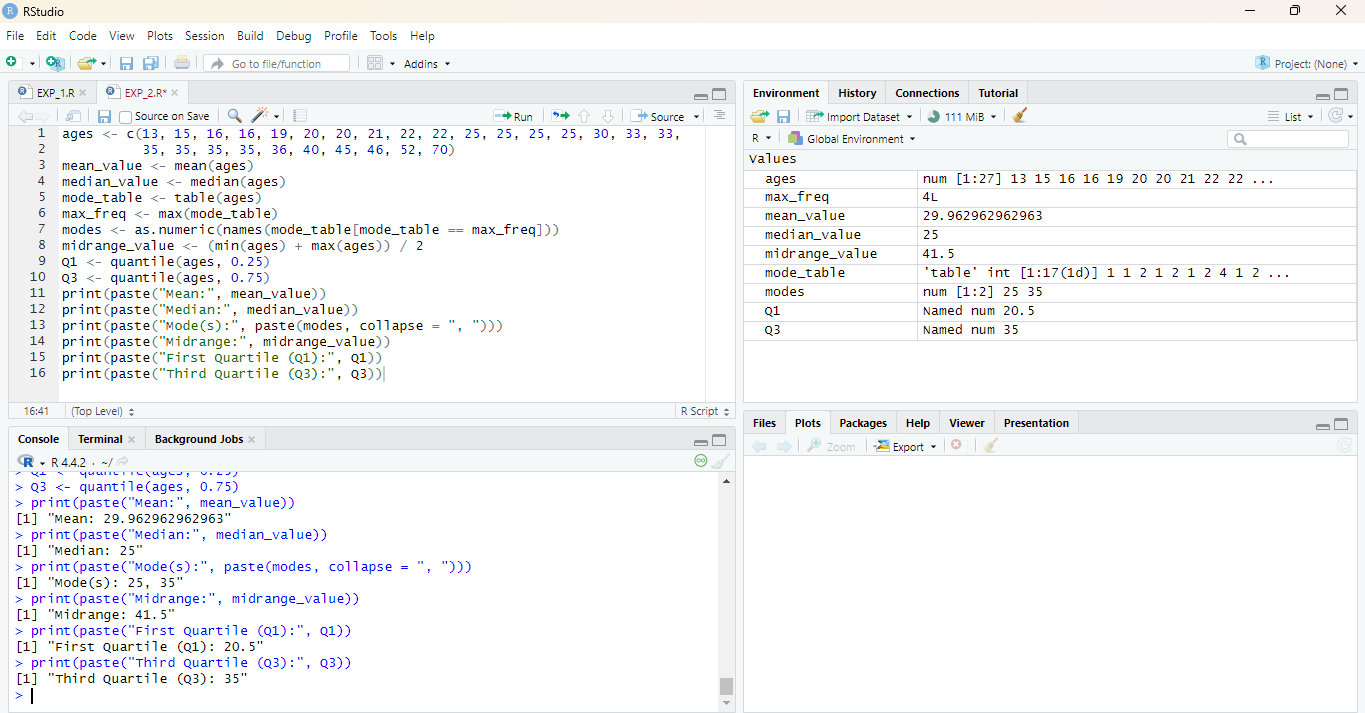 RStudio
File Edit Code View Plots Session Build Debug Profile Tools Help
Go to file/function Addins Project: (None)
EXP_1.R EXP_2.R*
Source on Save Run Source
1 ages <- c(13, 15, 16, 16, 19, 20, 20, 21, 22, 22, 25, 25, 25, 25, 30, 33, 33,
2 35, 35, 35, 35, 36, 40, 45, 46, 52, 70)
3 mean_value <- mean(ages)
4 median_value <- median(ages)
5 mode_table <- table(ages)
6 max_freq <- max(mode_table)
7 modes <- as.numeric(names(mode_table[mode_table == max_freq]))
8 midrange_value <- (min(ages) + max(ages)) / 2
9 Q1 <- quantile(ages, 0.25)
10 Q3 <- quantile(ages, 0.75)
11 print(paste("Mean:", mean_value))
12 print(paste("Median:", median_value))
13 print(paste("Mode(s):", paste(modes, collapse = ", ")))
14 print(paste("Midrange:", midrange_value))
15 print(paste("First Quartile (Q1):", Q1))
16 print(paste("Third Quartile (Q3):", Q3))
16:41 (Top Level) R Script
Console Terminal Background Jobs
R 4.4.2 · ~/
> Q1 <- quantile(ages, 0.25)
> Q3 <- quantile(ages, 0.75)
> print(paste("Mean:", mean_value))
[1] "Mean: 29.962962962963"
> print(paste("Median:", median_value))
[1] "Median: 25"
> print(paste("Mode(s):", paste(modes, collapse = ", ")))
[1] "Mode(s): 25, 35"
> print(paste("Midrange:", midrange_value))
[1] "Midrange: 41.5"
> print(paste("First Quartile (Q1):", Q1))
[1] "First Quartile (Q1): 20.5"
> print(paste("Third Quartile (Q3):", Q3))
[1] "Third Quartile (Q3): 35"
>
Environment History Connections Tutorial
Import Dataset 111 MiB List
R Global Environment
Values
ages num [1:27] 13 15 16 16 19 20 20 21 22 22 ...
max_freq 4L
mean_value 29.962962962963
median_value 25
midrange_value 41.5
mode_table 'table' int [1:17(1d)] 1 1 2 1 2 1 2 4 1 2 ...
modes num [1:2] 25 35
Q1 Named num 20.5
Q3 Named num 35
Files Plots Packages Help Viewer Presentation
Zoom Export